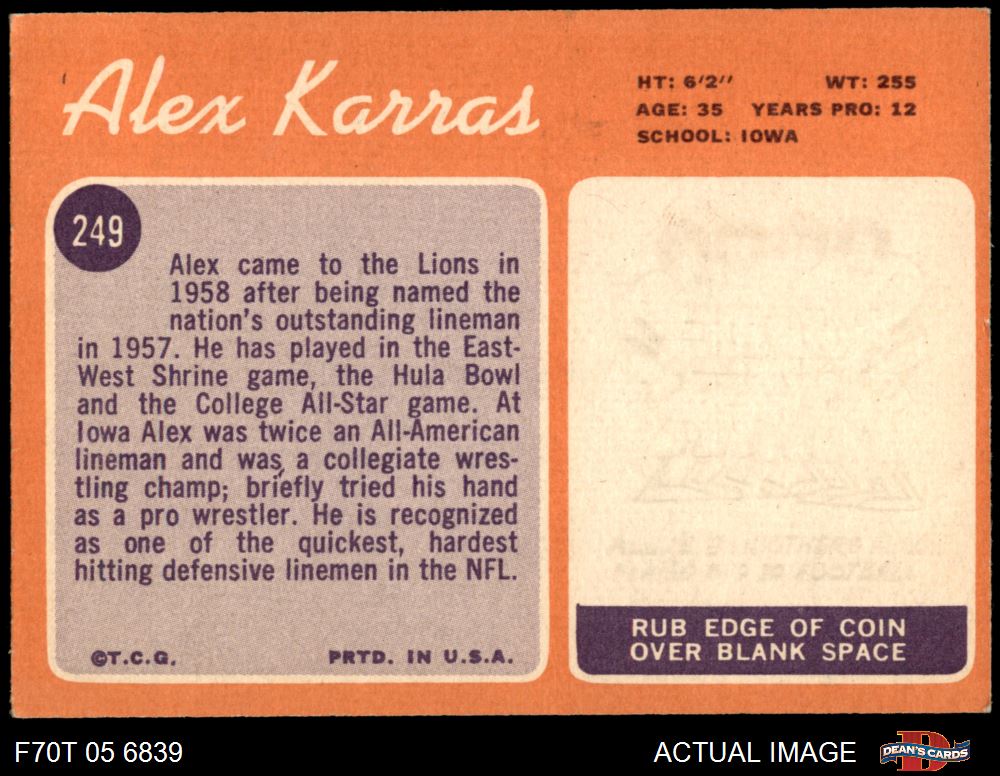 Alex Karras
HT: 6'2" WT: 255
AGE: 35 YEARS PRO: 12
SCHOOL: IOWA
249
Alex came to the Lions in
1958 after being named the
nation's outstanding lineman
in 1957. He has played in the East-
West Shrine game, the Hula Bowl
and the College All-Star game. At
Iowa Alex was twice an All-American
lineman and was a collegiate wres-
tling champ; briefly tried his hand
as a pro wrestler. He is recognized
as one of the quickest, hardest
hitting defensive linemen in the NFL.
©T.C.G. PRTD. IN U.S.A.
RUB EDGE OF COIN
OVER BLANK SPACE
F70T 05 6839
ACTUAL IMAGE
DEAN'S CARDS